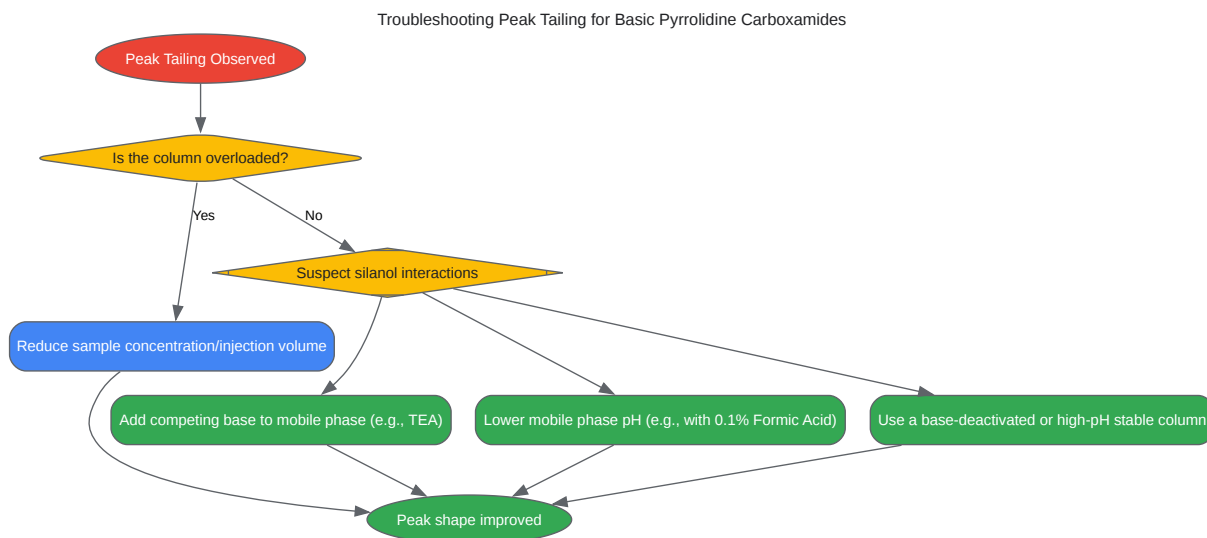 Troubleshooting Peak Tailing for Basic Pyrrolidine Carboxamides
Peak Tailing Observed
Is the column overloaded?
Yes
No
Suspect silanol interactions
Reduce sample concentration/injection volume
Add competing base to mobile phase (e.g., TEA)
Lower mobile phase pH (e.g., with 0.1% Formic Acid)
Use a base-deactivated or high-pH stable column
Peak shape improved